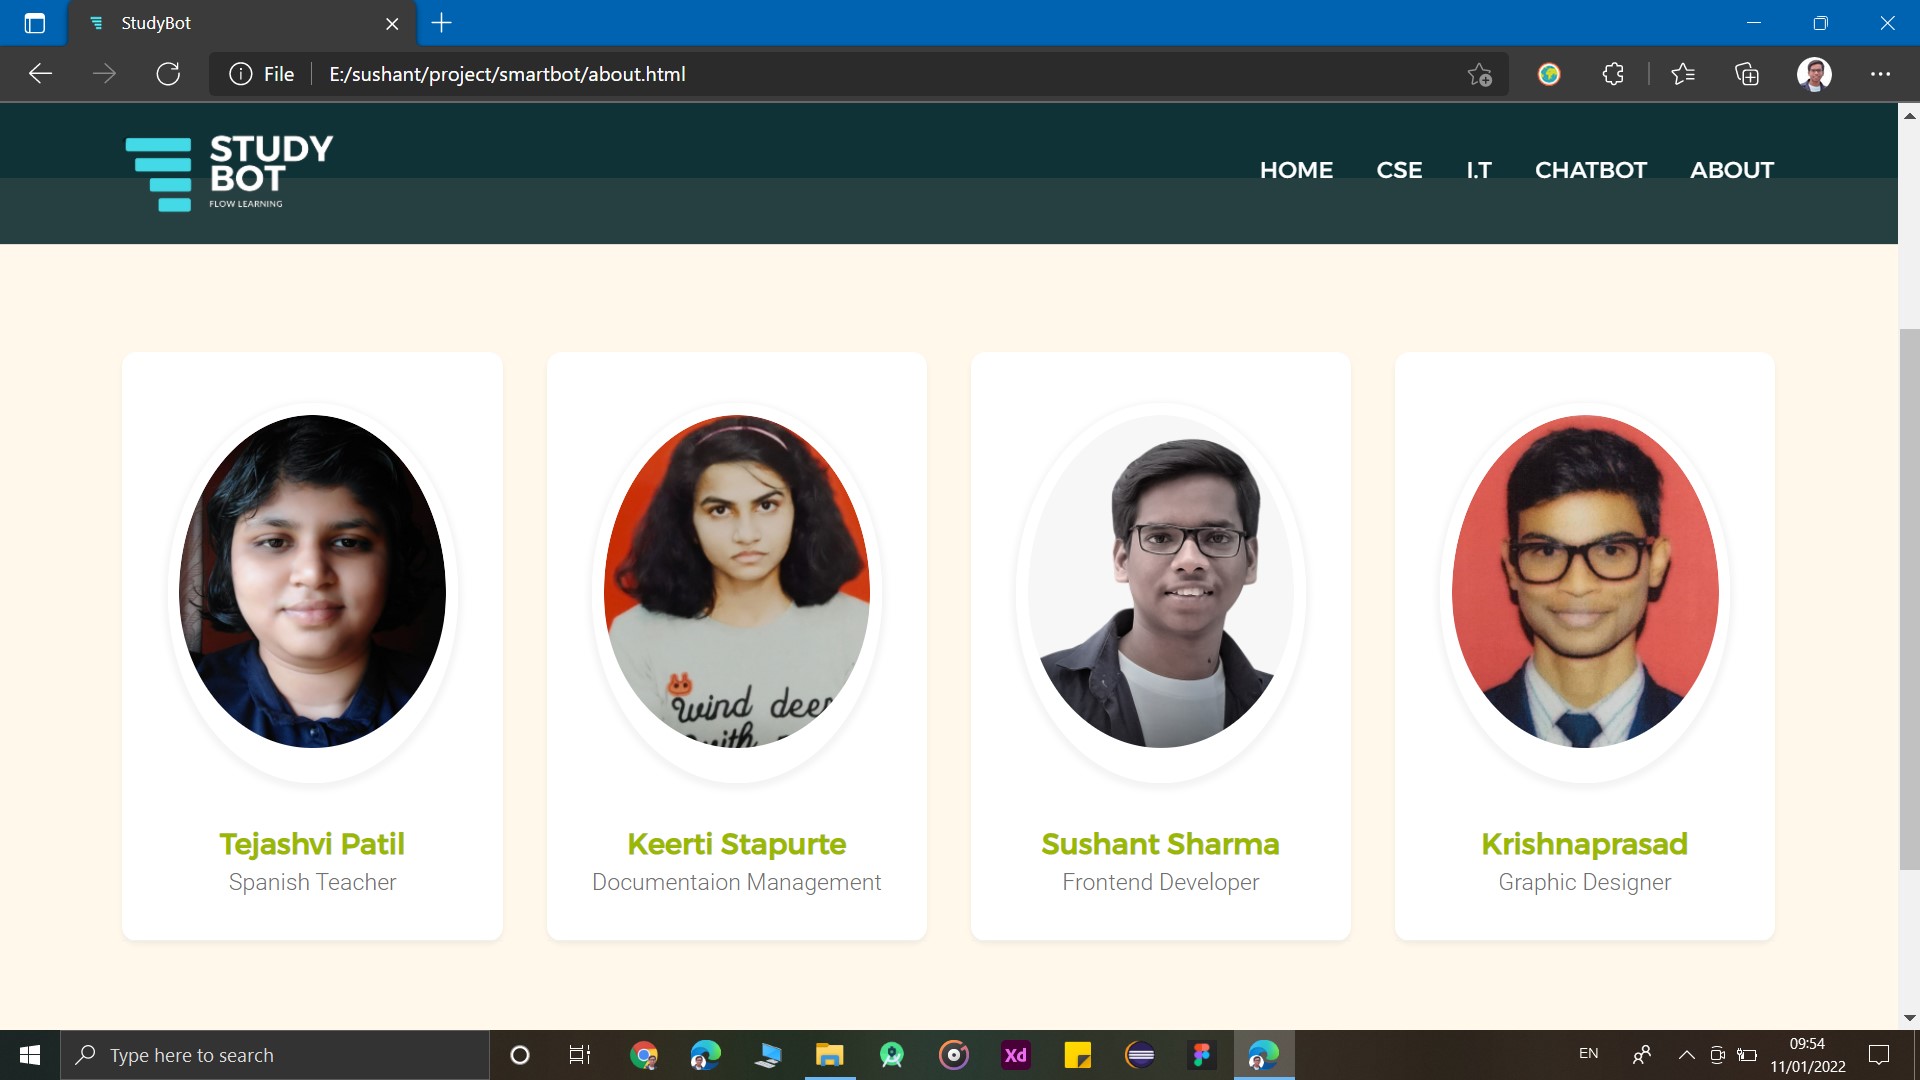 StudyBot
File
E:/sushant/project/smartbot/about.html
STUDY
BOT
FLOW LEARNING
HOME CSE I.T CHATBOT ABOUT
wind deer
with
Tejashvi Patil
Spanish Teacher
Keerti Stapurte
Documentaion Management
Sushant Sharma
Frontend Developer
Krishnaprasad
Graphic Designer
Type here to search
Xd
EN
09:54
11/01/2022